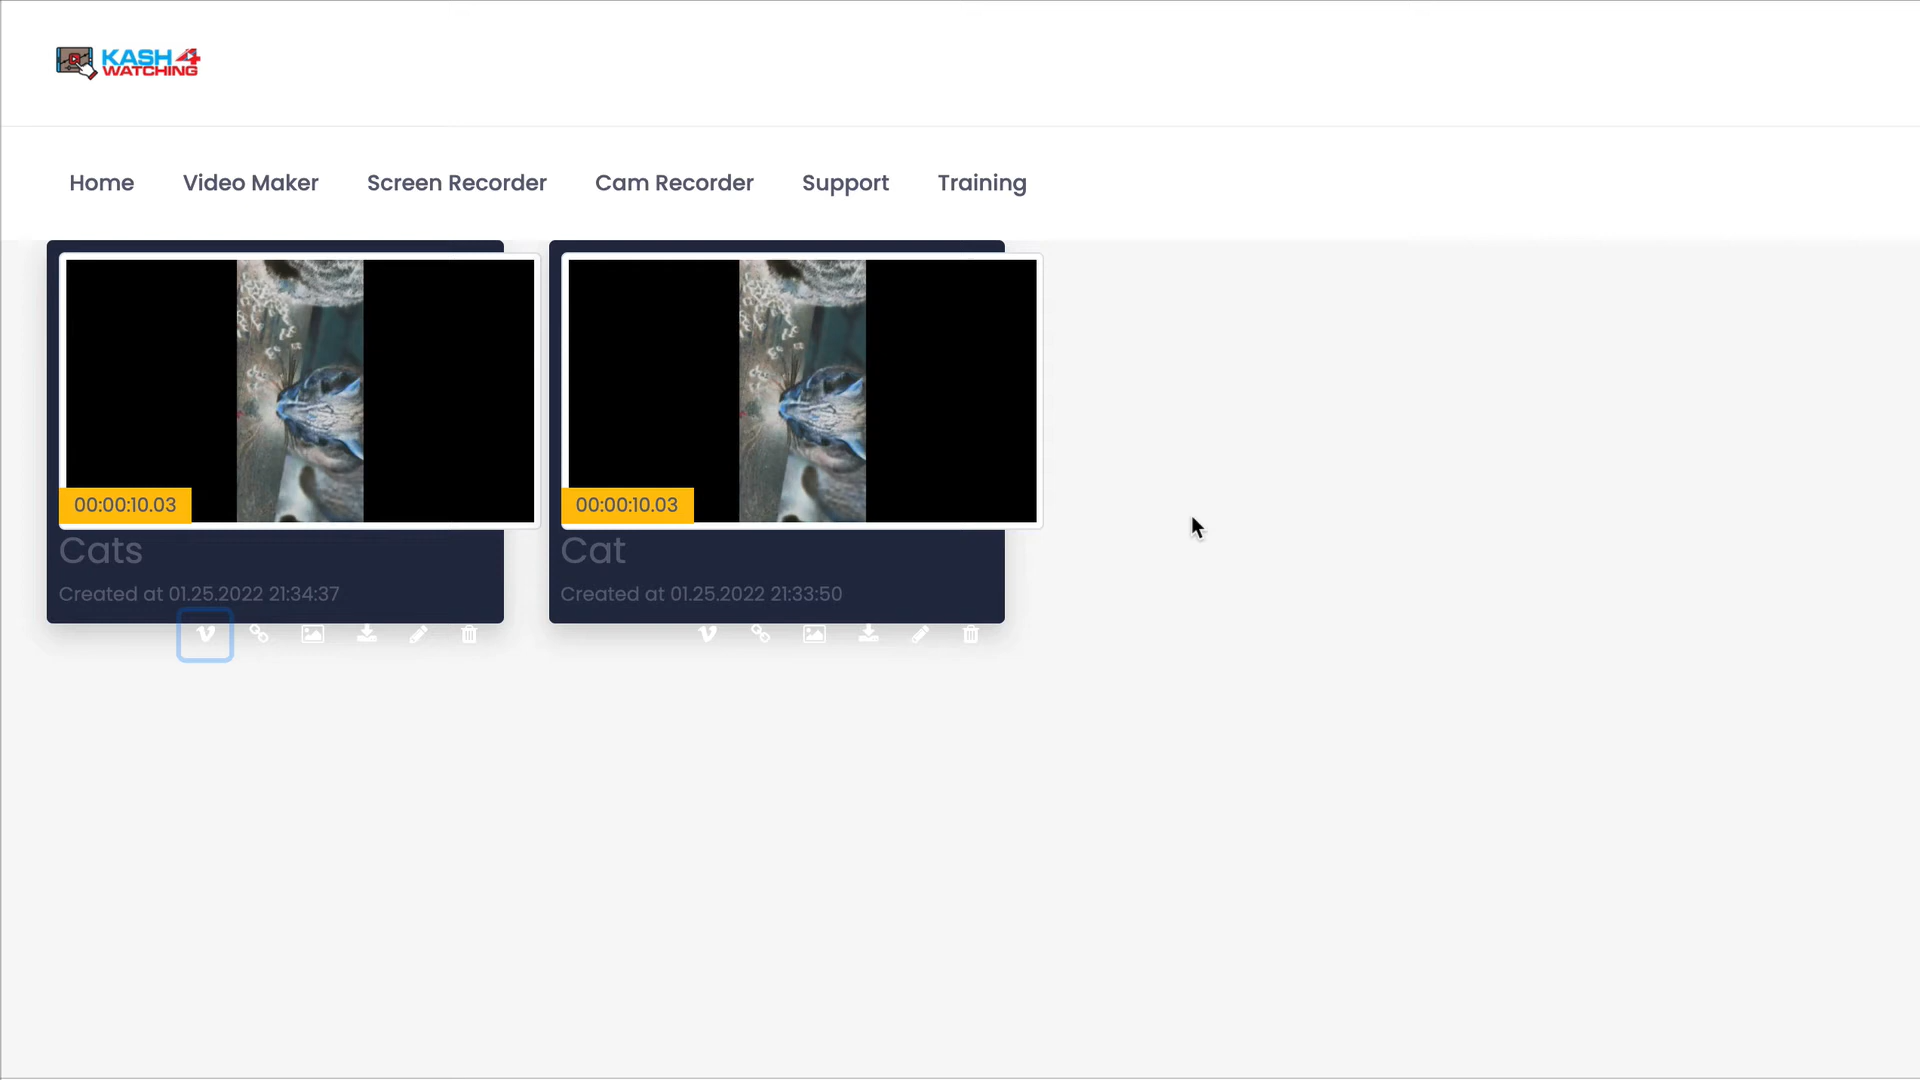 KASH 4
WATCHING
Home Video Maker Screen Recorder Cam Recorder Support Training
00:00:10.03
Cats
Created at 01.25.2022 21:34:37
00:00:10.03
Cat
Created at 01.25.2022 21:33:50